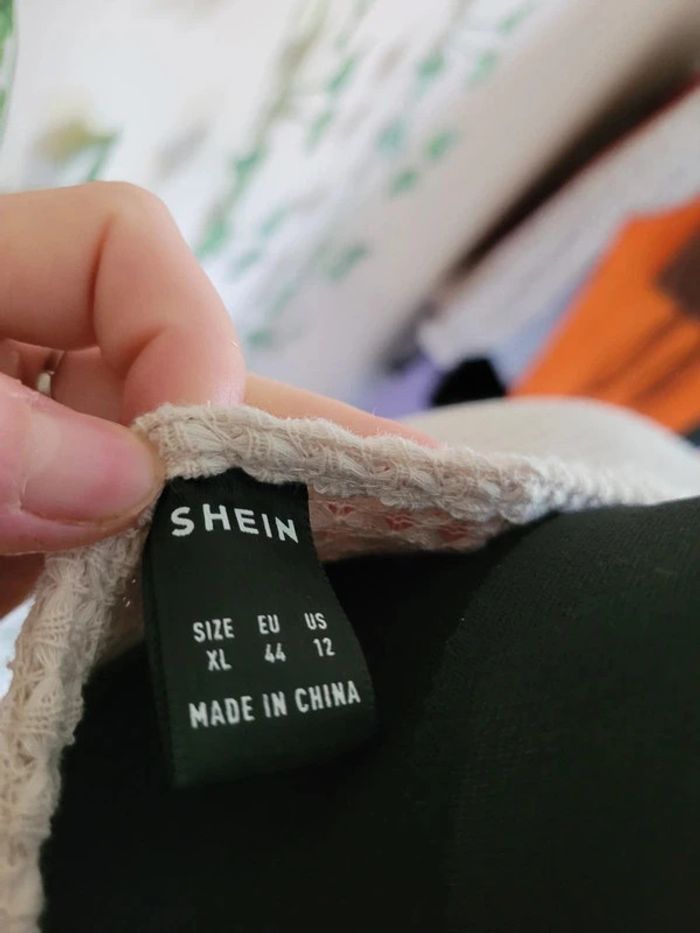 SHEIN
SIZE EU US
XL 44 12
MADE IN CHINA